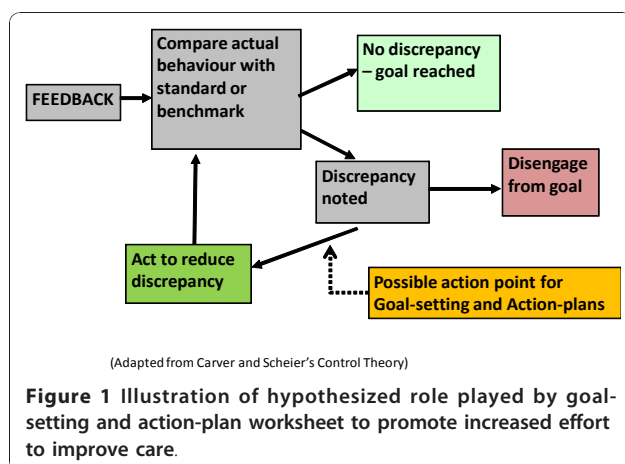 Compare actual
behaviour with
standard or
benchmark
No discrepancy
– goal reached
FEEDBACK
Discrepancy
noted
Disengage
from goal
Act to reduce
discrepancy
Possible action point for
Goal-setting and Action-plans
(Adapted from Carver and Scheier’s Control Theory)
Figure 1 Illustration of hypothesized role played by goal-
setting and action-plan worksheet to promote increased effort
to improve care.